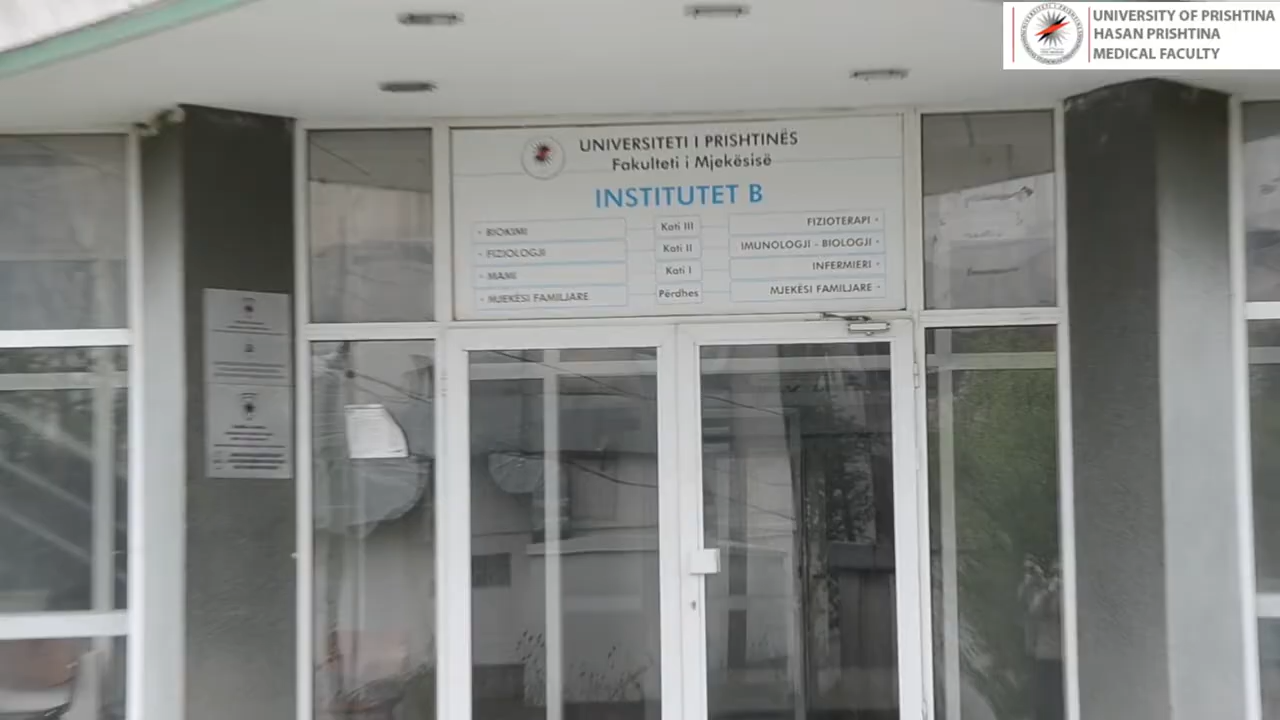 UNIVERSITY OF PRISHTINA
HASAN PRISHTINA
MEDICAL FACULTY
UNIVERSITETI I PRISHTINËS
Fakulteti i Mjekësisë
INSTITUTET B
• BIOKIMI Kati III FIZIOTERAPI •
• FIZIOLOGJI Kati II IMUNOLOGJI - BIOLOGJI •
• MAMI Kati I INFERMIERI •
• MJEKËSI FAMILJARE Përdhes MJEKËSI FAMILJARE •